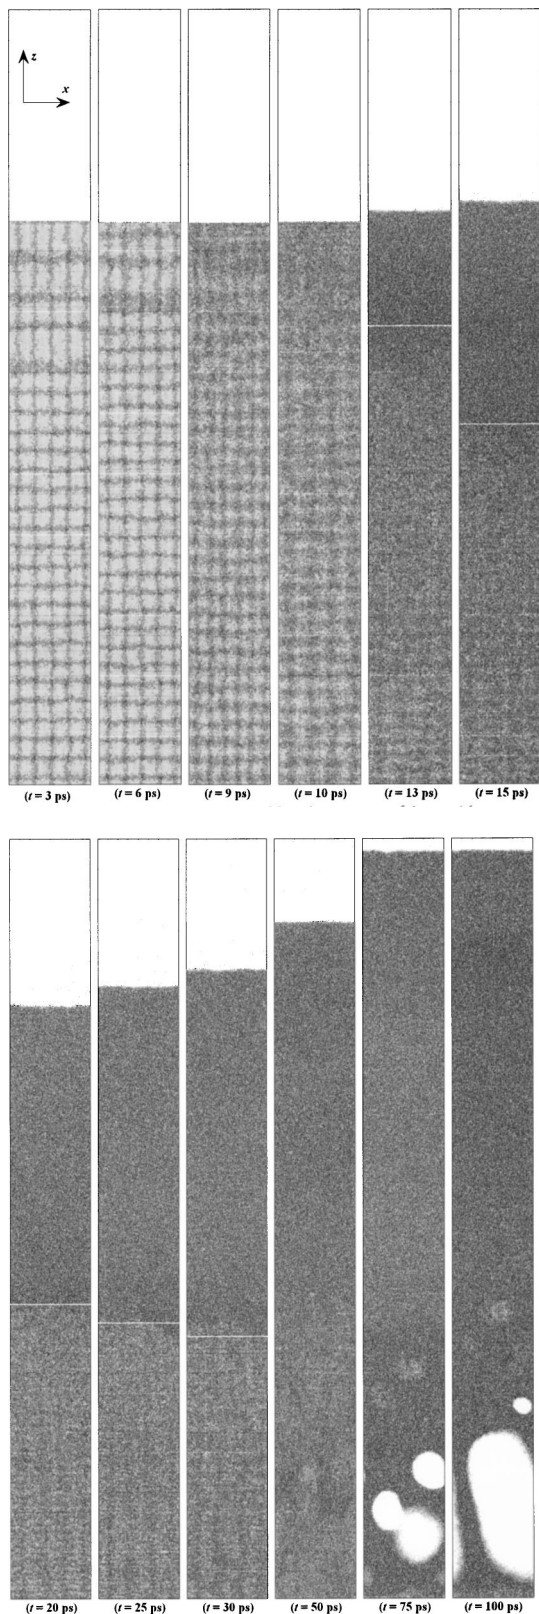 z
x
(t = 3 ps) (t = 6 ps) (t = 9 ps) (t = 10 ps) (t = 13 ps) (t = 15 ps)
(t = 20 ps) (t = 25 ps) (t = 30 ps) (t = 50 ps) (t = 75 ps) (t = 100 ps)